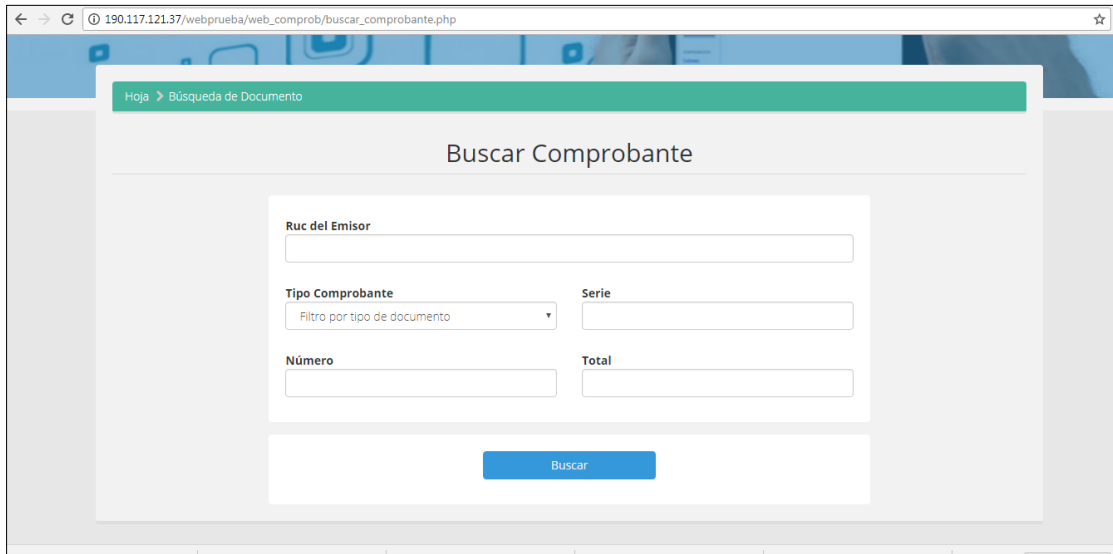 190.117.121.37/webprueba/web_comprob/buscar_comprobante.php
Hoja > Búsqueda de Documento
Buscar Comprobante
Ruc del Emisor
Tipo Comprobante Serie
Filtro por tipo de documento
Número Total
Buscar